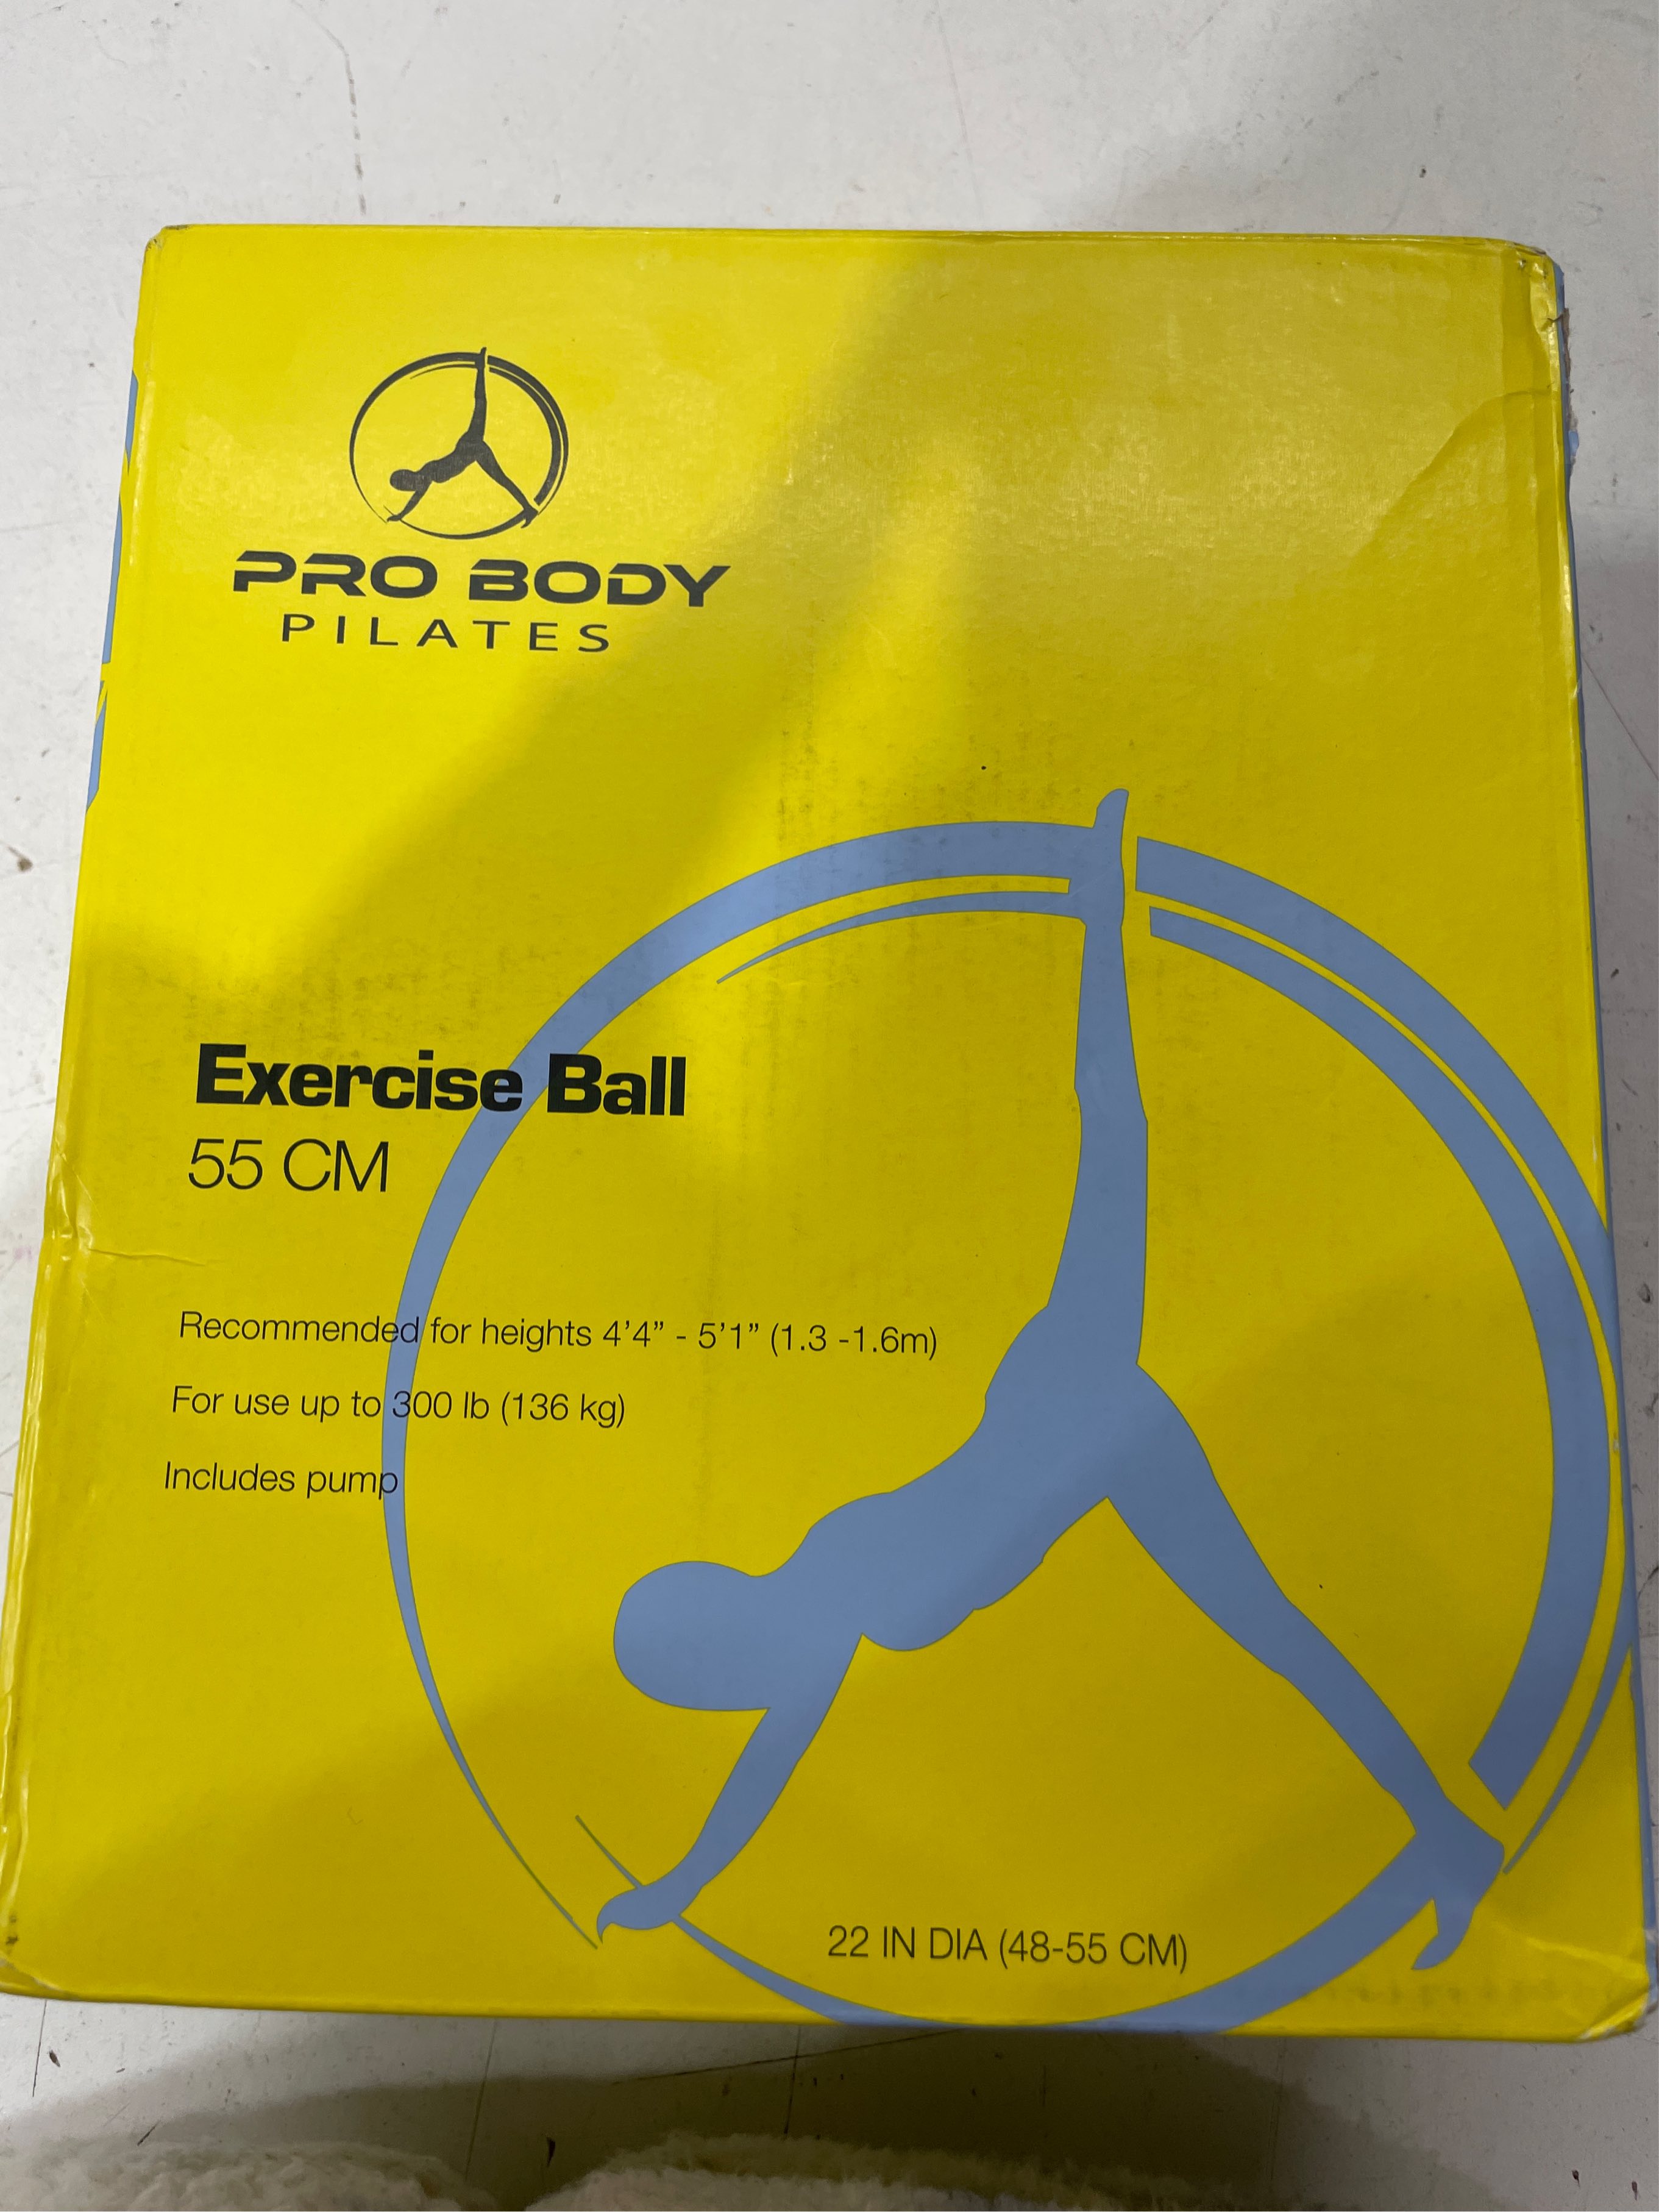 PRO BODY
PILATES
Exercise Ball
55 CM
Recommended for heights 4’4” - 5’1” (1.3 -1.6m)
For use up to 300 lb (136 kg)
Includes pump
22 IN DIA (48-55 CM)